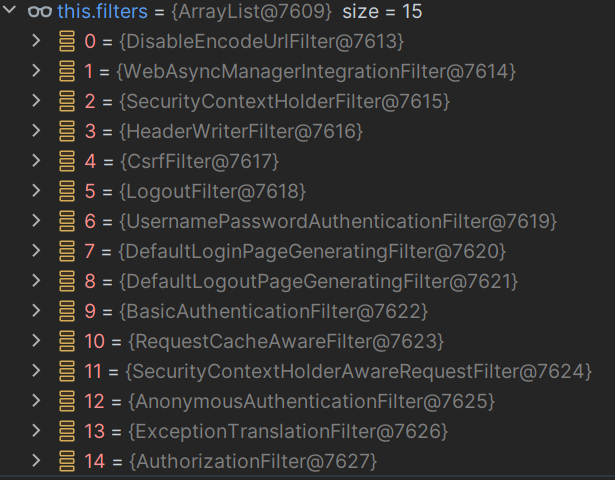 this.filters = {ArrayList@7609} size = 15
0 = {DisableEncodeUrlFilter@7613}
1 = {WebAsyncManagerIntegrationFilter@7614}
2 = {SecurityContextHolderFilter@7615}
3 = {HeaderWriterFilter@7616}
4 = {CsrfFilter@7617}
5 = {LogoutFilter@7618}
6 = {UsernamePasswordAuthenticationFilter@7619}
7 = {DefaultLoginPageGeneratingFilter@7620}
8 = {DefaultLogoutPageGeneratingFilter@7621}
9 = {BasicAuthenticationFilter@7622}
10 = {RequestCacheAwareFilter@7623}
11 = {SecurityContextHolderAwareRequestFilter@7624}
12 = {AnonymousAuthenticationFilter@7625}
13 = {ExceptionTranslationFilter@7626}
14 = {AuthorizationFilter@7627}